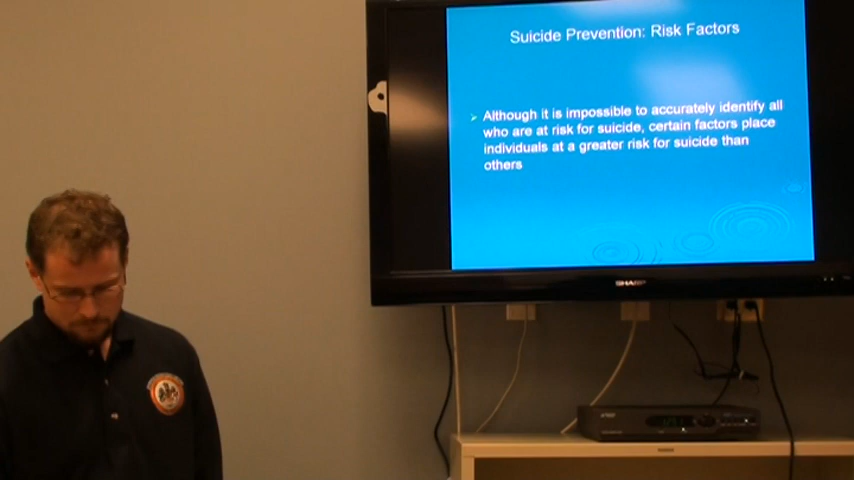 Suicide Prevention: Risk Factors
Although it is impossible to accurately identify all
who are at risk for suicide, certain factors place
individuals at a greater risk for suicide than
others
SHARP